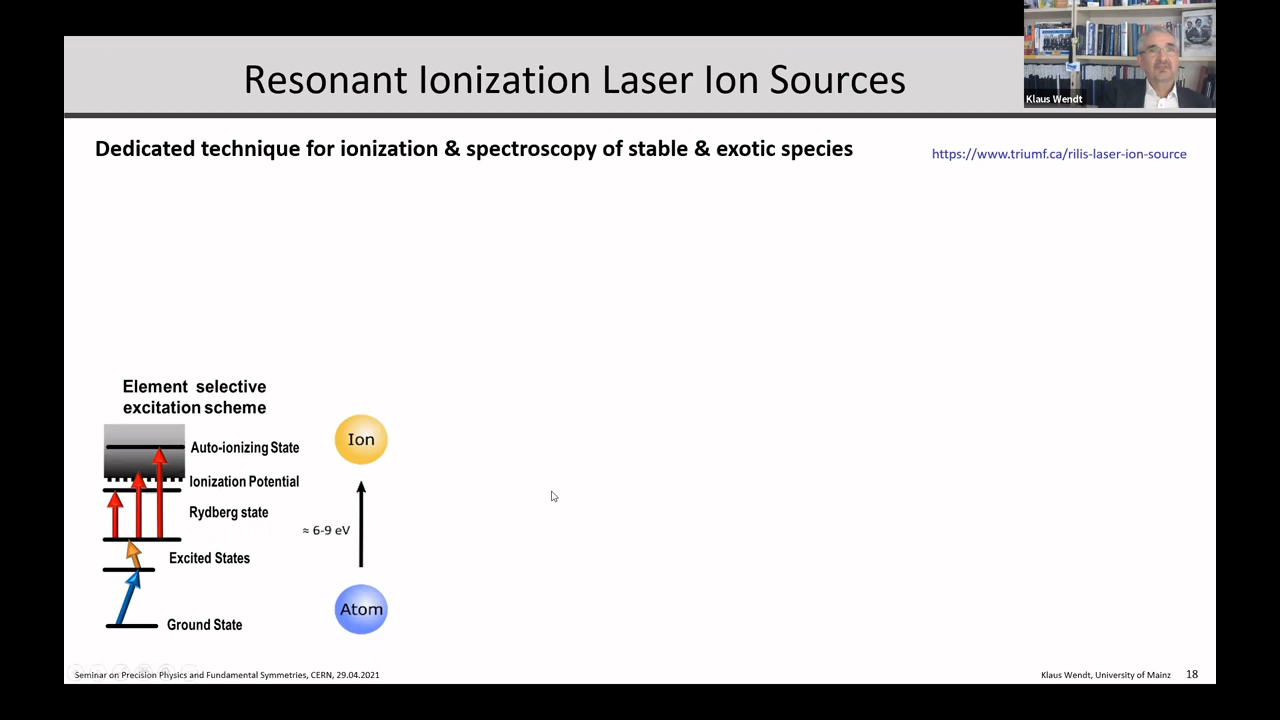 Resonant Ionization Laser Ion Sources
Klaus Wendt
Dedicated technique for ionization & spectroscopy of stable & exotic species
https://www.triumf.ca/rilis-laser-ion-source
Element selective
excitation scheme
Auto-ionizing State
Ionization Potential
Rydberg state
Excited States
Ground State
Ion
≈ 6-9 eV
Atom
Seminar on Precision Physics and Fundamental Symmetries, CERN, 29.04.2021
Klaus Wendt, University of Mainz 18